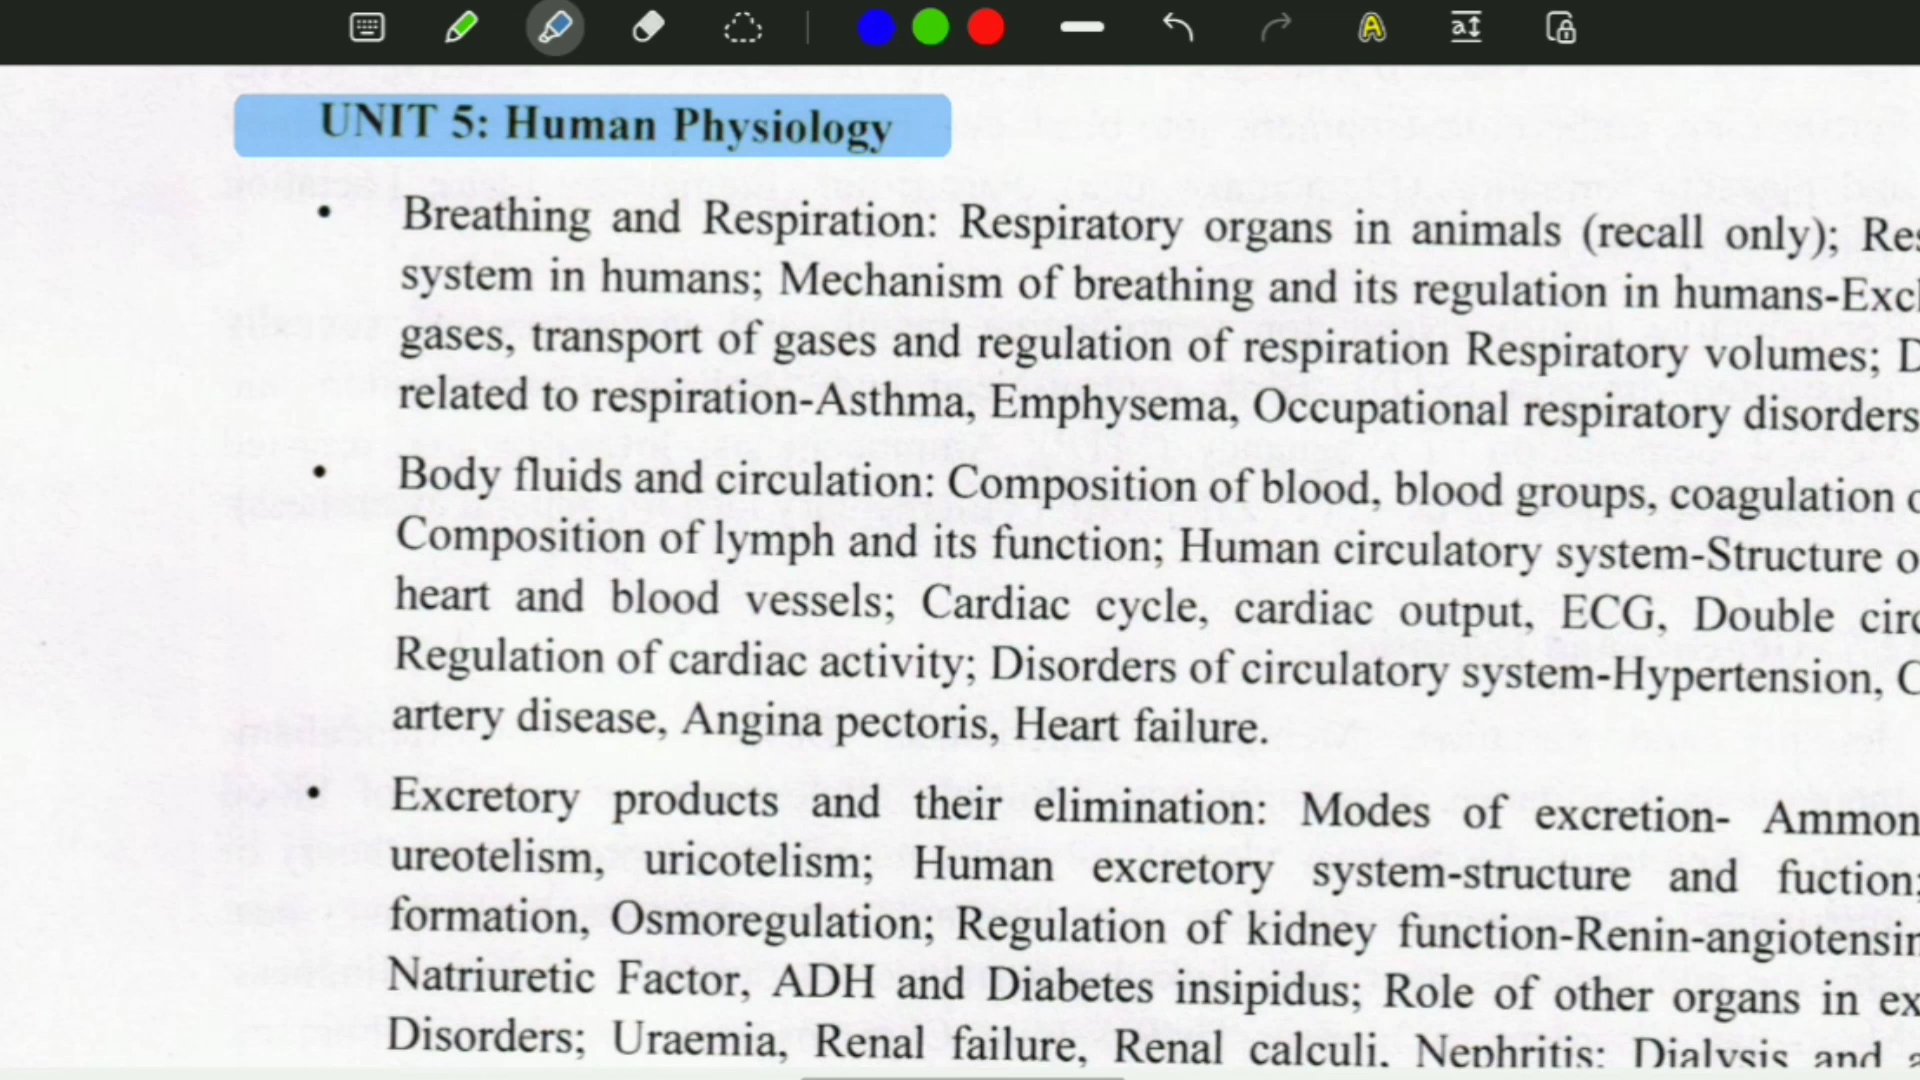 UNIT 5: Human Physiology
• Breathing and Respiration: Respiratory organs in animals (recall only);
system in humans; Mechanism of breathing and its regulation in humans-
gases, transport of gases and regulation of respiration Respiratory volumes;
related to respiration-Asthma, Emphysema, Occupational respiratory disorders
• Body fluids and circulation: Composition of blood, blood groups, coagulation
Composition of lymph and its function; Human circulatory system-Structure
heart and blood vessels; Cardiac cycle, cardiac output, ECG, Double
Regulation of cardiac activity; Disorders of circulatory system-Hypertension,
artery disease, Angina pectoris, Heart failure.
• Excretory products and their elimination: Modes of excretion-
ureotelism, uricotelism; Human excretory system-structure and fuction;
formation, Osmoregulation; Regulation of kidney function-Renin-angiotensin
Natriuretic Factor, ADH and Diabetes insipidus; Role of other organs in
Disorders; Uraemia, Renal failure, Renal calculi, Nephritis; Dialysis and